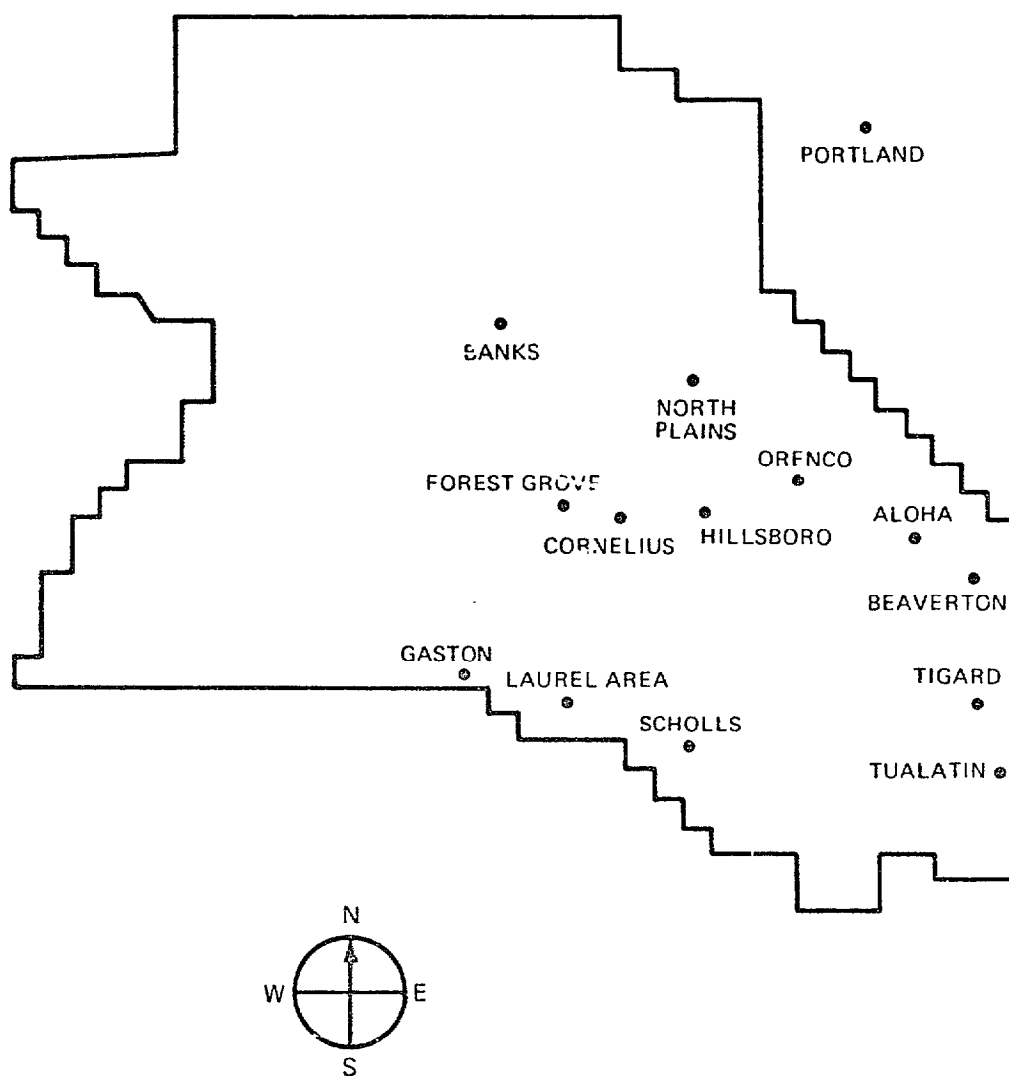 PORTLAND
BANKS
NORTH
PLAINS
ORENCO
FOREST GROVE
ALOHA
CORNELIUS
HILLSBORO
BEAVERTON
GASTON
LAUREL AREA
TIGARD
SCHOLLS
TUALATIN
N
W
E
S